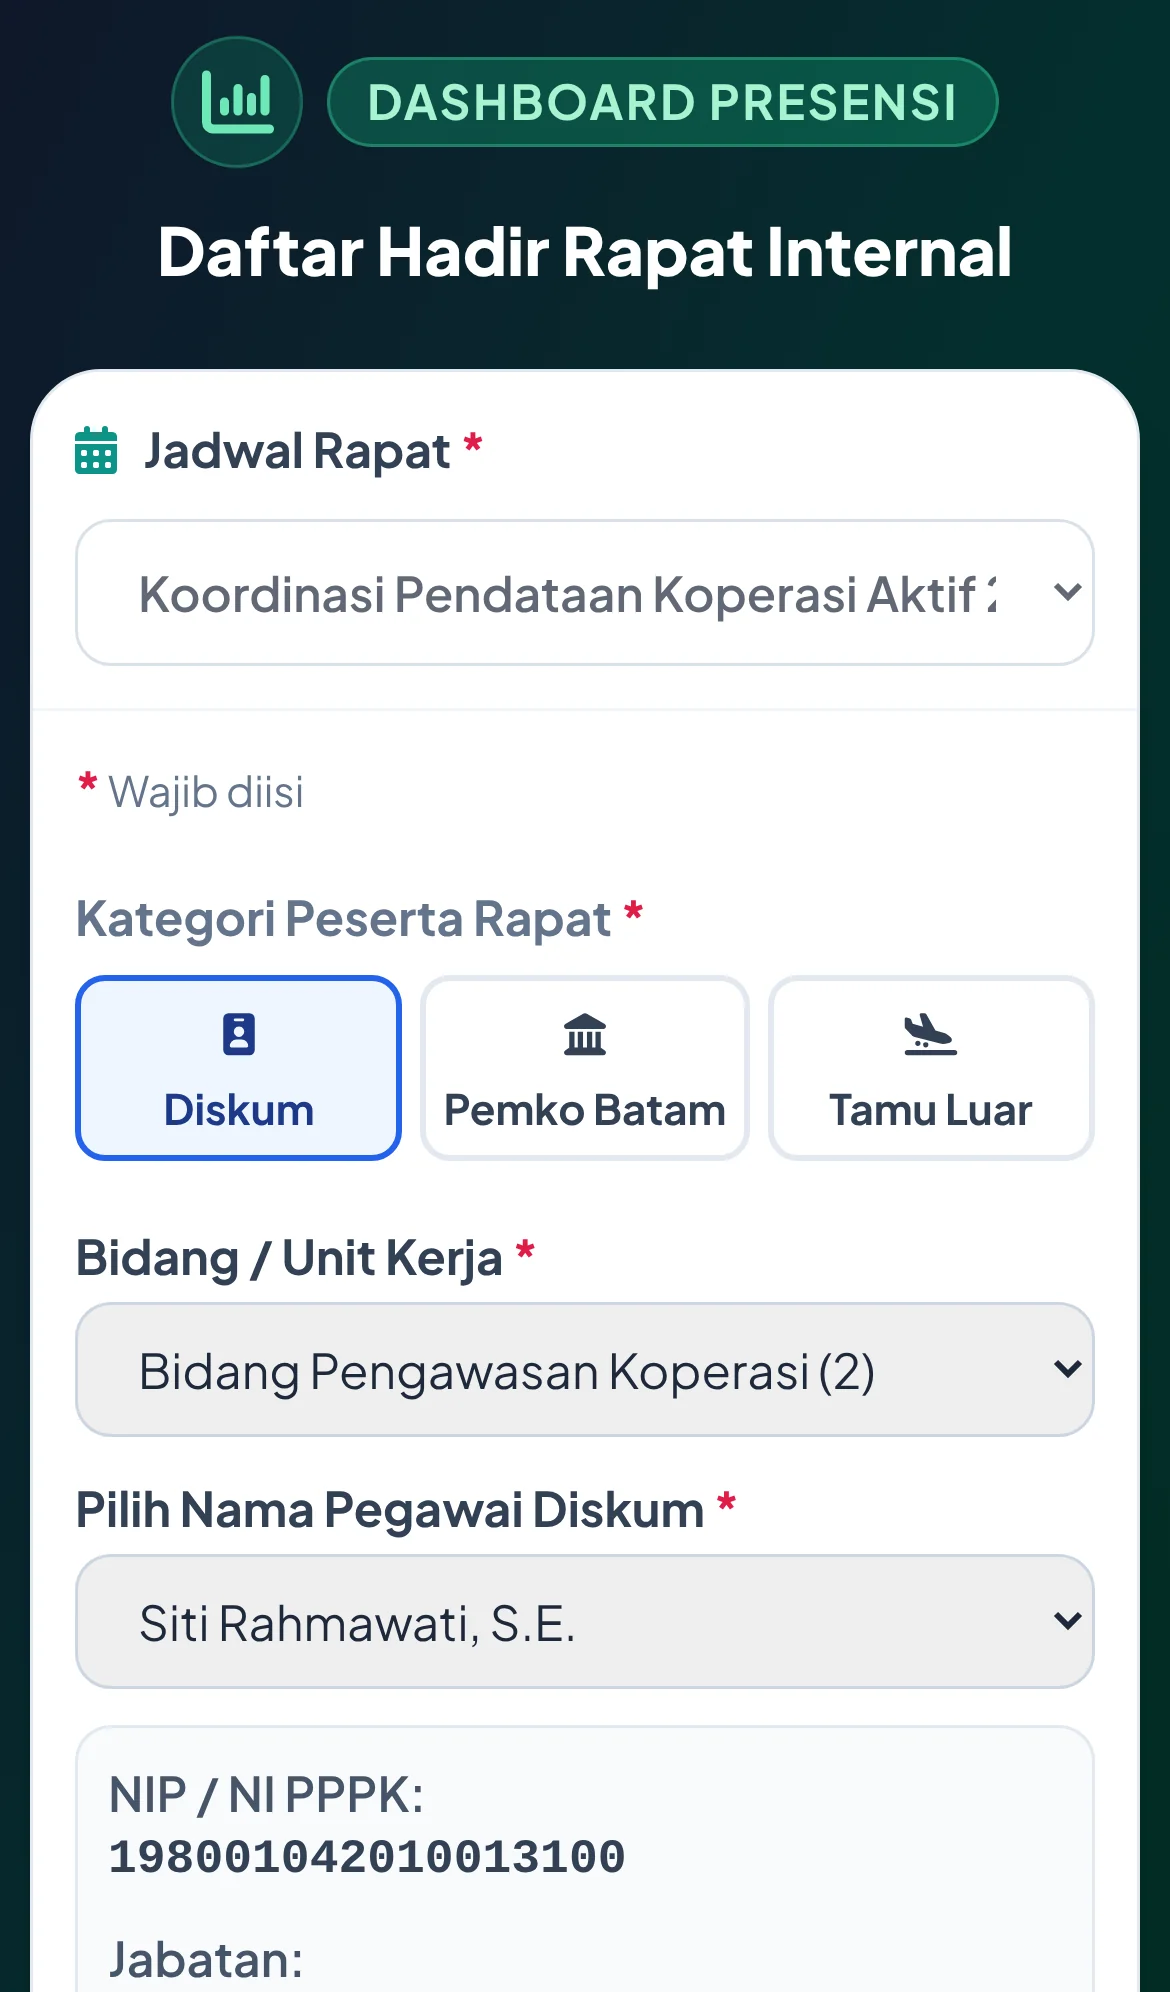 DASHBOARD PRESENSI
Daftar Hadir Rapat Internal
Jadwal Rapat *
Koordinasi Pendataan Koperasi Aktif
* Wajib diisi
Kategori Peserta Rapat *
Diskum
Pemko Batam
Tamu Luar
Bidang / Unit Kerja *
Bidang Pengawasan Koperasi (2)
Pilih Nama Pegawai Diskum *
Siti Rahmawati, S.E.
NIP / NI PPPK:
198001042010013100
Jabatan: